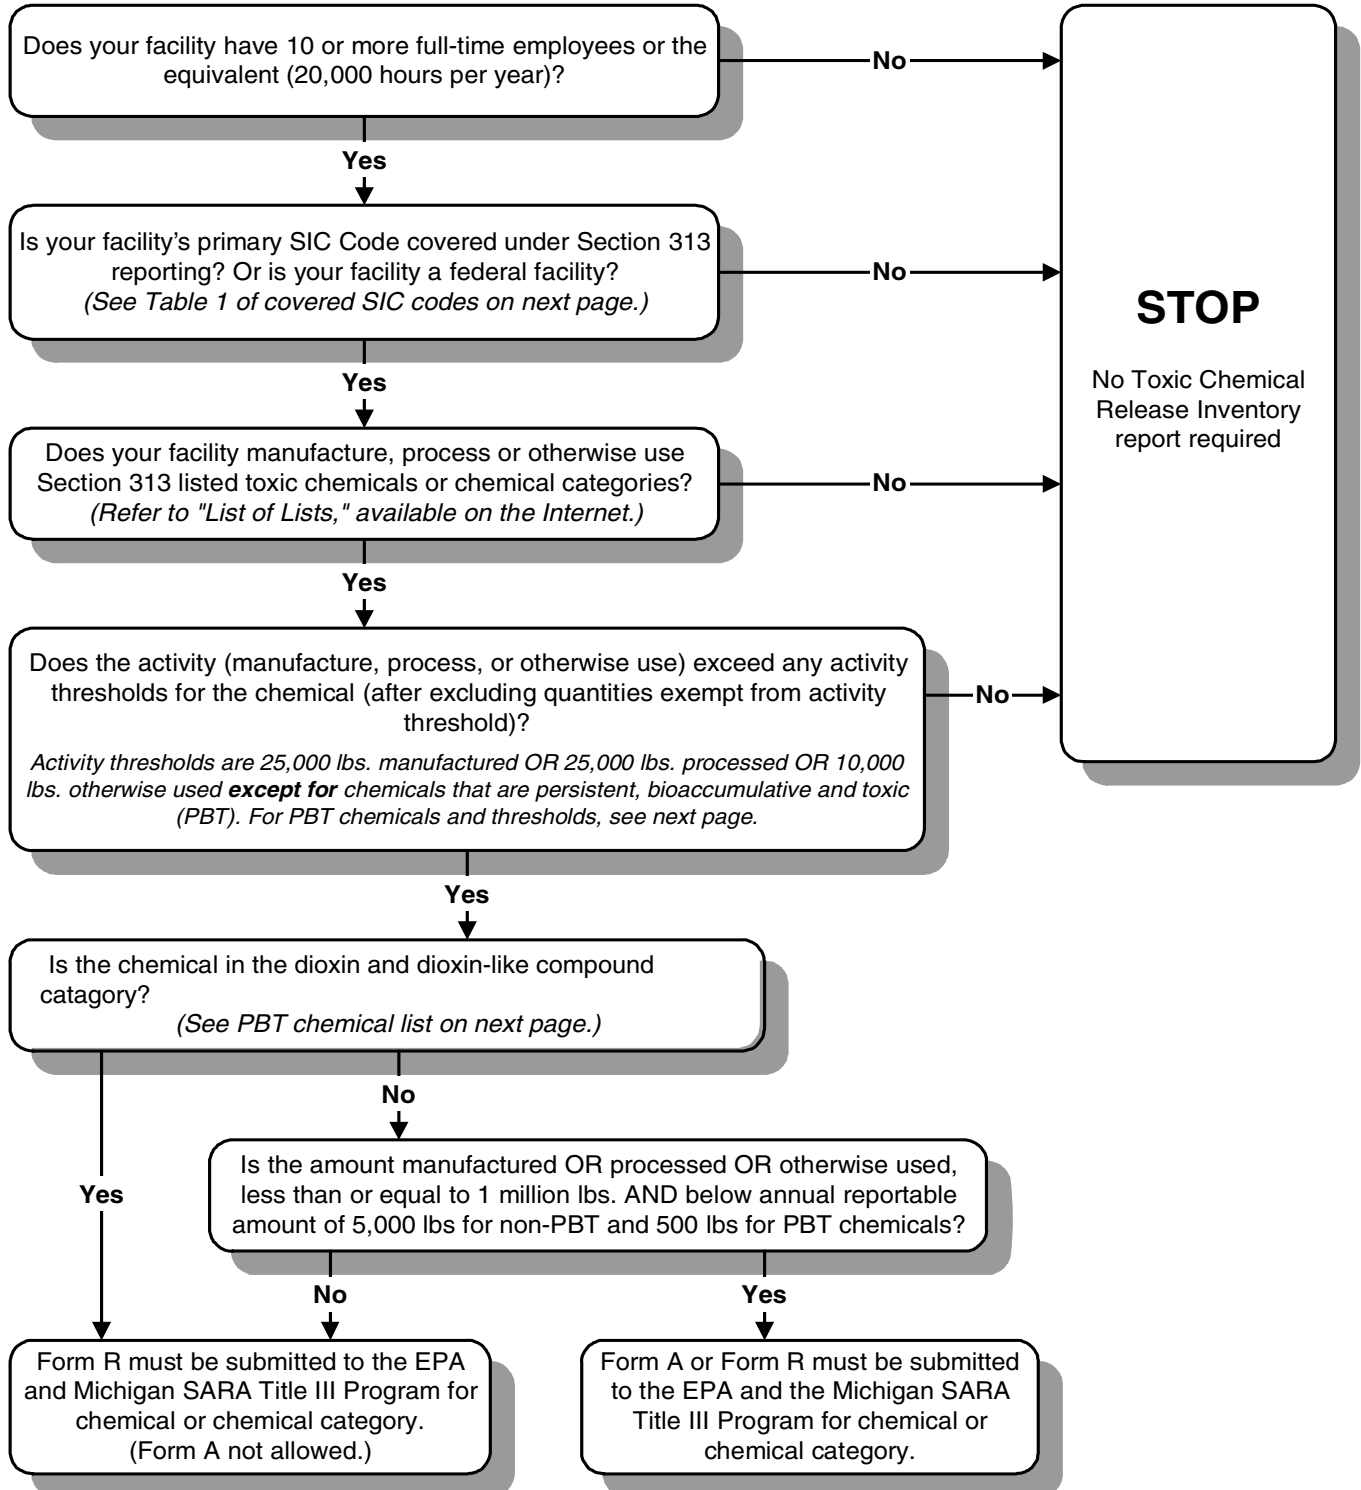 Does your facility have 10 or more full-time employees or the
equivalent (20,000 hours per year)?
No
Yes
Is your facility's primary SIC Code covered under Section 313
reporting? Or is your facility a federal facility?
(See Table 1 of covered SIC codes on next page.)
No
STOP
No Toxic Chemical
Release Inventory
report required
Yes
Does your facility manufacture, process or otherwise use
Section 313 listed toxic chemicals or chemical categories?
(Refer to "List of Lists," available on the Internet.)
No
Yes
Does the activity (manufacture, process, or otherwise use) exceed any activity
thresholds for the chemical (after excluding quantities exempt from activity
threshold)?
Activity thresholds are 25,000 lbs. manufactured OR 25,000 lbs. processed OR 10,000
lbs. otherwise used except for chemicals that are persistent, bioaccumulative and toxic
(PBT). For PBT chemicals and thresholds, see next page.
No
Yes
Is the chemical in the dioxin and dioxin-like compound
catagory?
(See PBT chemical list on next page.)
No
Yes
Is the amount manufactured OR processed OR otherwise used,
less than or equal to 1 million lbs. AND below annual reportable
amount of 5,000 lbs for non-PBT and 500 lbs for PBT chemicals?
No
Yes
Form R must be submitted to the EPA
and Michigan SARA Title III Program for
chemical or chemical category.
(Form A not allowed.)
Form A or Form R must be submitted
to the EPA and the Michigan SARA
Title III Program for chemical or
chemical category.